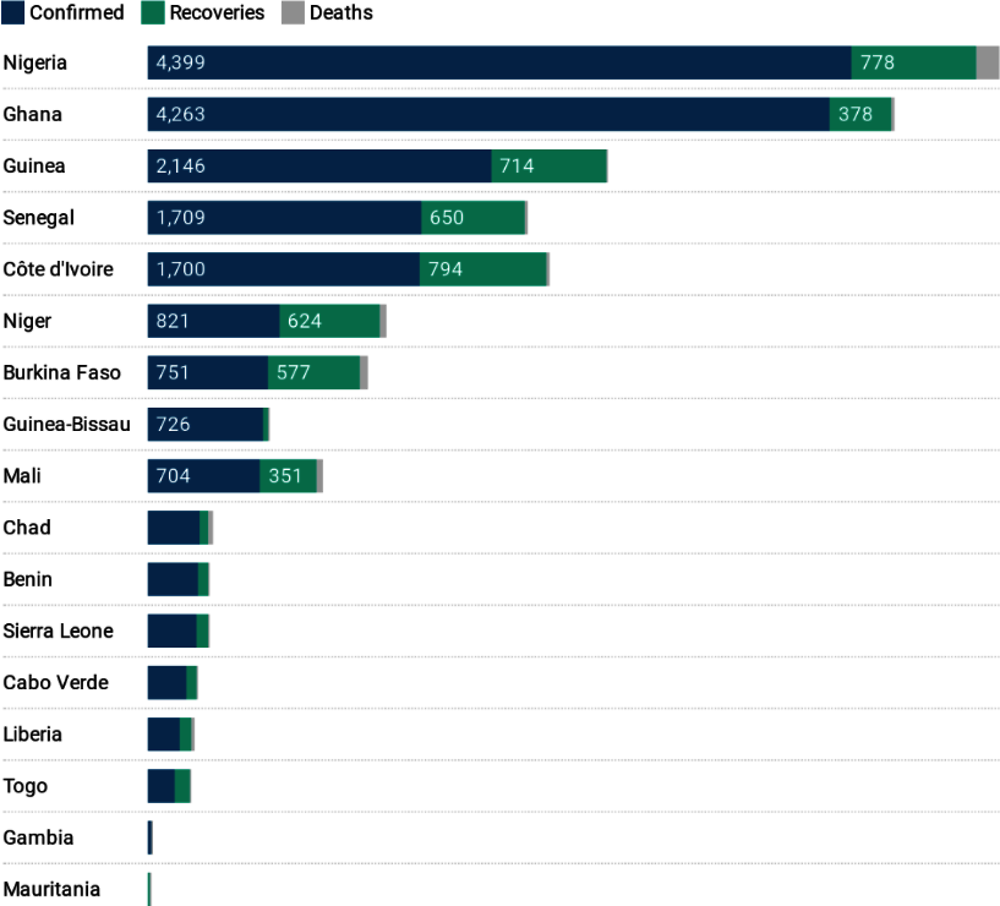 Confirmed Recoveries Deaths
Nigeria 4,399 778
Ghana 4,263 378
Guinea 2,146 714
Senegal 1,709 650
Côte d'Ivoire 1,700 794
Niger 821 624
Burkina Faso 751 577
Guinea-Bissau 726
Mali 704 351
Chad
Benin
Sierra Leone
Cabo Verde
Liberia
Togo
Gambia
Mauritania